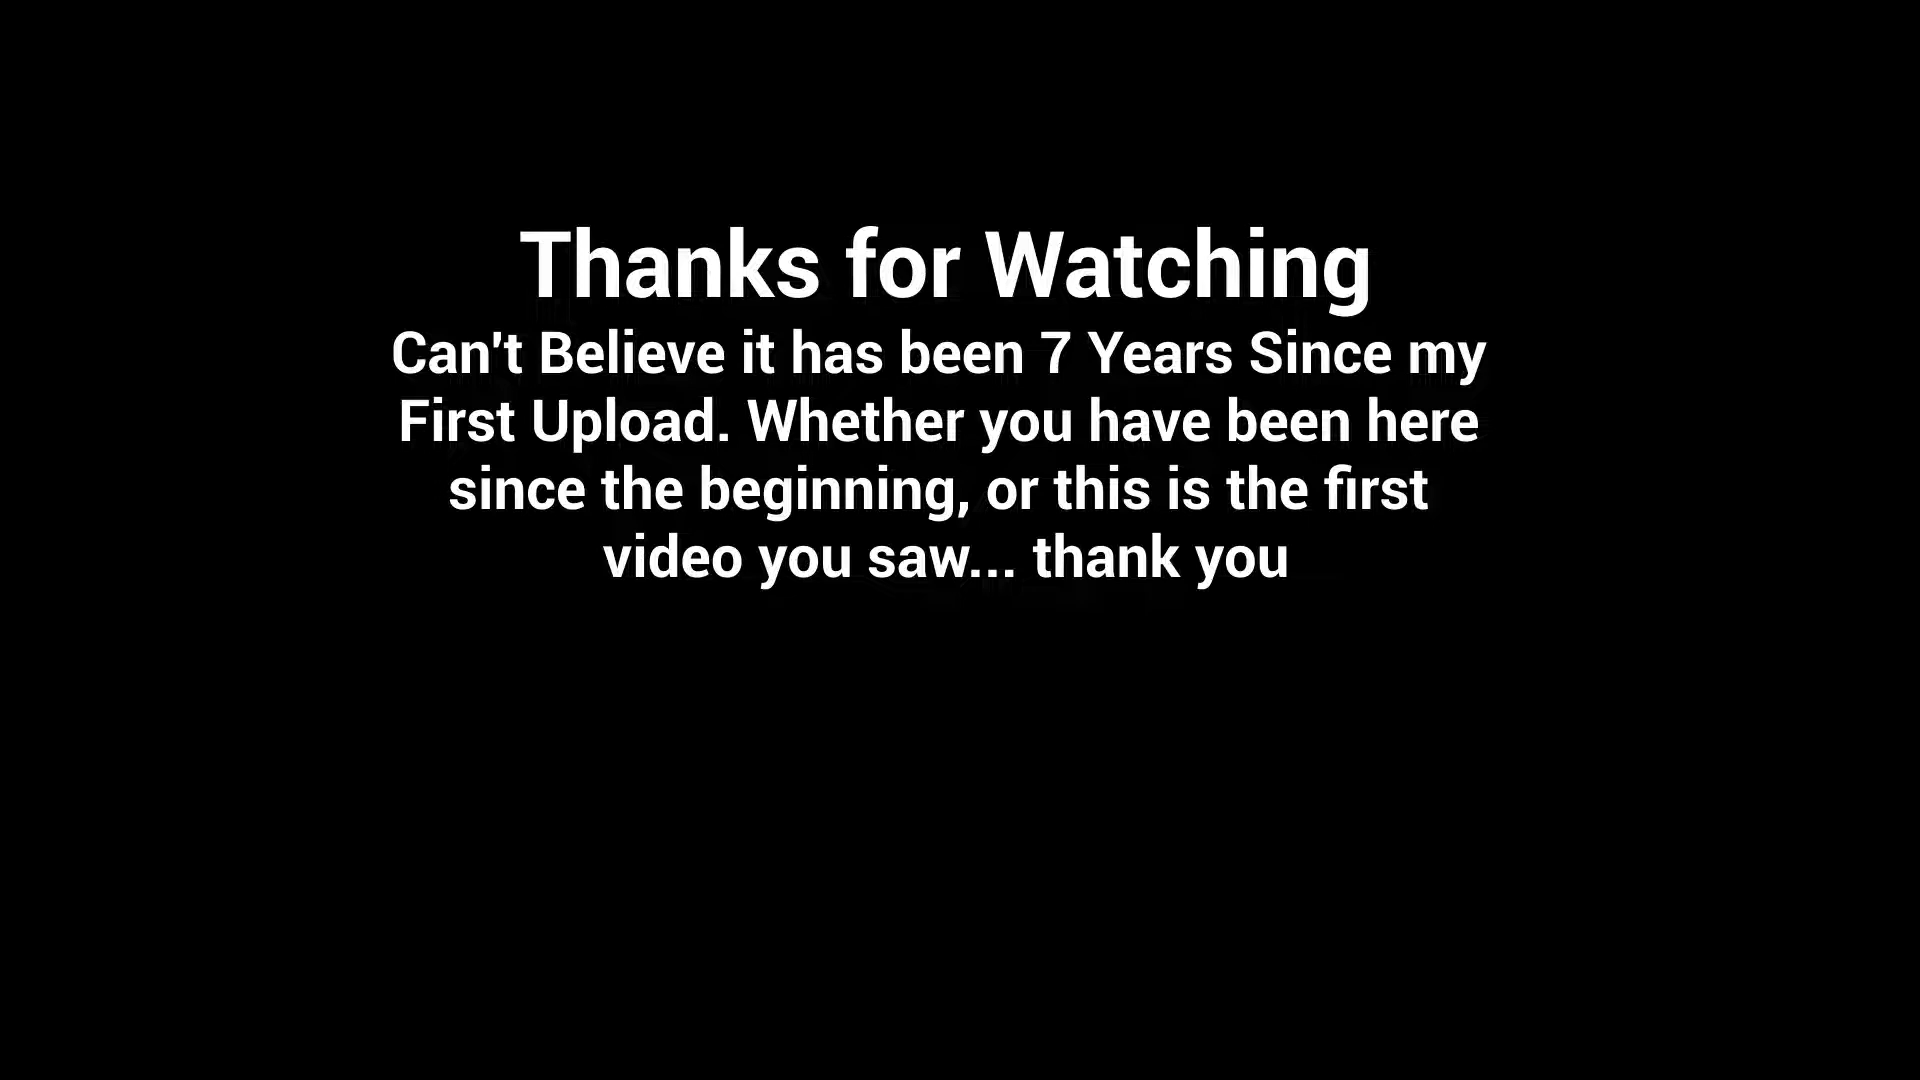 Thanks for Watching
Can't Believe it has been 7 Years Since my
First Upload. Whether you have been here
since the beginning, or this is the first
video you saw... thank you